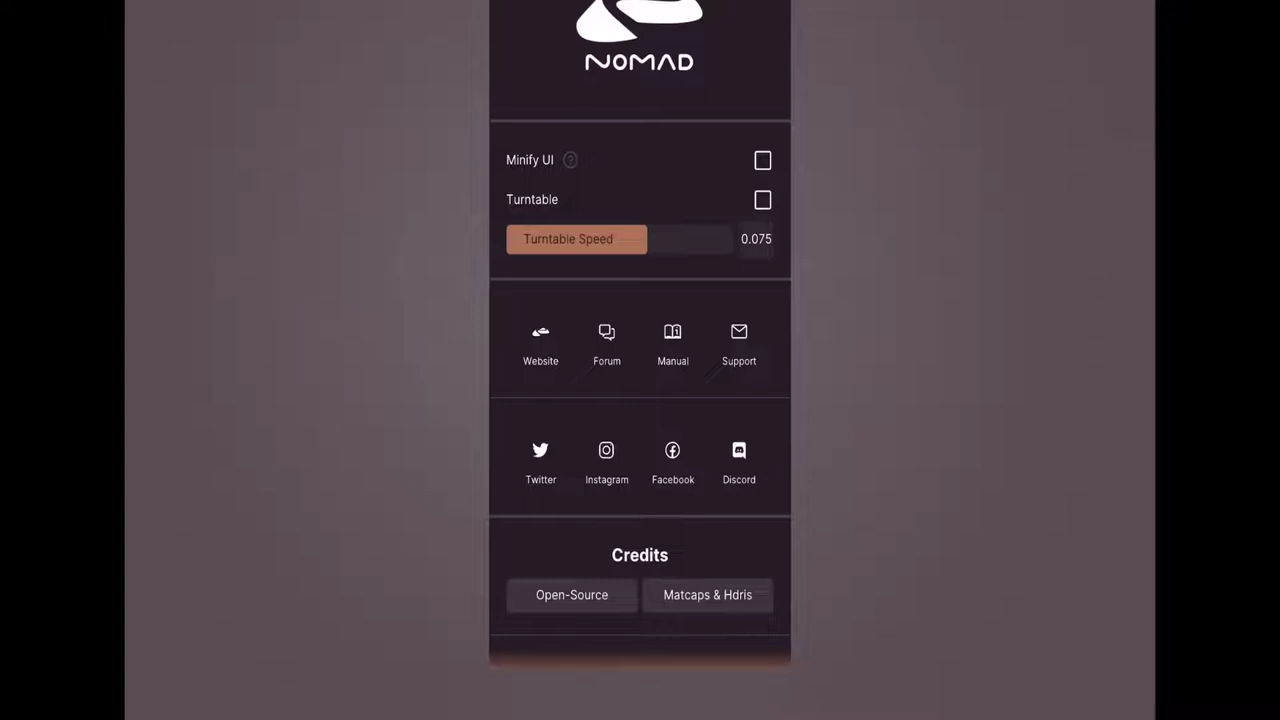 NOMAD
Minify UI ?
Turntable
Turntable Speed 0.075
Website Forum Manual Support
Twitter Instagram Facebook Discord
Credits
Open-Source Matcaps & Hdris